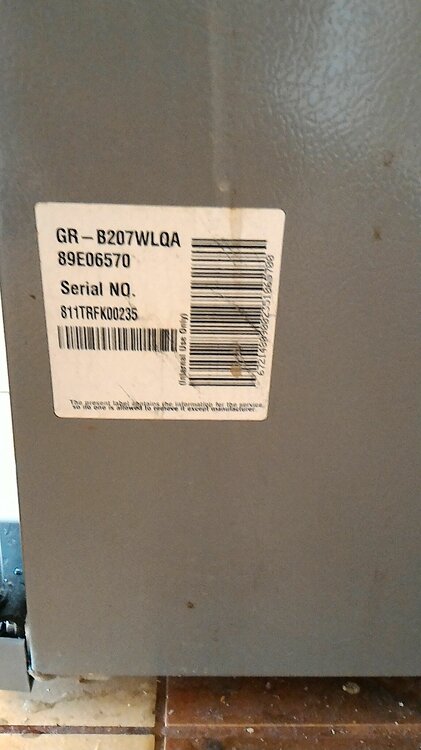 GR-B207WLQA
89E06570
Serial NO.
811TRFK00235
(Internal Use Only)
The present label contains the information for the service,
so no one is allowed to remove it except manufacturer.